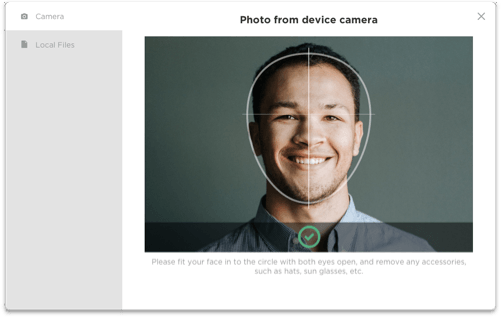 Camera
Photo from device camera
Local Files
Please fit your face in to the circle with both eyes open, and remove any accessories,
such as hats, sun glasses, etc.